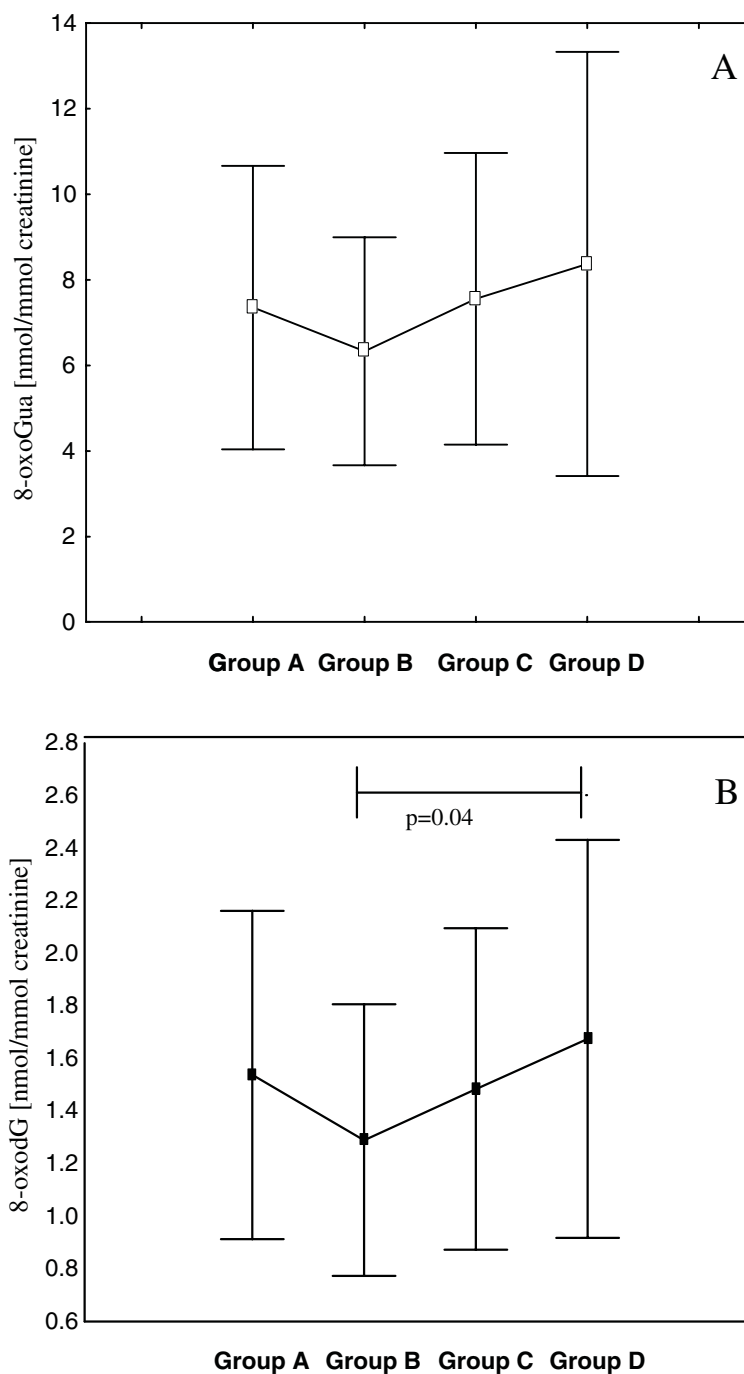 A
8-oxoGua [nmol/mmol creatinine]
14
12
10
8
6
4
2
0
Group A Group B Group C Group D
B
8-oxodG [nmol/mmol creatinine]
2.8
2.6
2.4
2.2
2.0
1.8
1.6
1.4
1.2
1.0
0.8
0.6
p=0.04
Group A Group B Group C Group D